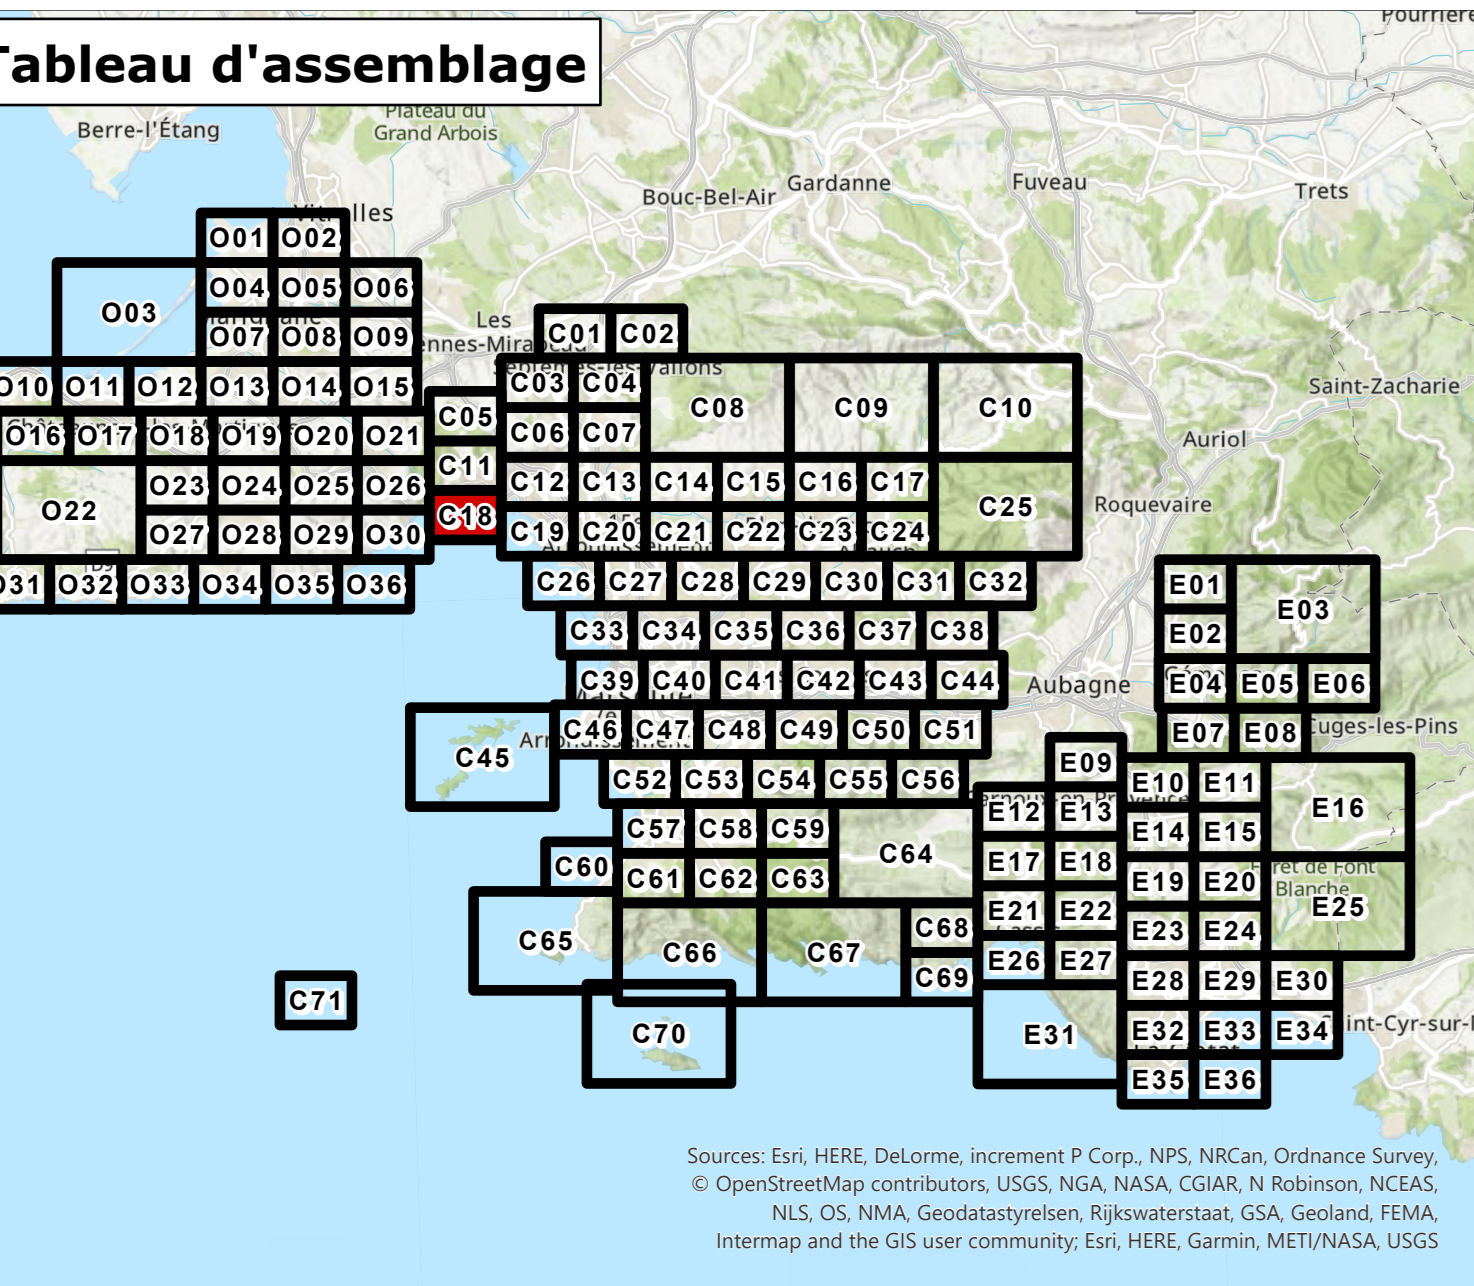 Tableau d'assemblage
Berre-l'Étang
Plateau du
Grand Arbois
Bouc-Bel-Air
Gardanne
Fuveau
Trets
O01 O02
O03
O04 O05 O06
O07 O08 O09
Les
C01 C02
O10 O11 O12 O13 O14 O15
C03 C04
C05
C08 C09 C10
Saint-Zacharie
O16 O17 O18 O19 O20 O21
C06 C07
Auriol
C11
O22
O23 O24 O25 O26
C12 C13 C14 C15 C16 C17
C18
C25
Roquevaire
O27 O28 O29 O30
C19 C20 C21 C22 C23 C24
O31 O32 O33 O34 O35 O36
C26 C27 C28 C29 C30 C31 C32
E01
E03
C33 C34 C35 C36 C37 C38
E02
C39 C40 C41 C42 C43 C44
Aubagne
E04 E05 E06
C45
C46 C47 C48 C49 C50 C51
E07 E08
Cuges-les-Pins
C52 C53 C54 C55 C56
E09
E10 E11
E16
C57 C58 C59
C64
E12 E13
E14 E15
C60
C61 C62 C63
E17 E18
E19 E20
Forêt de Font
Blanche
E25
C65
C66 C67
C68
E21 E22
E23 E24
C69
E26 E27
E28 E29 E30
C71
C70
E31
E32 E33 E34
E35 E36
Sources: Esri, HERE, DeLorme, increment P Corp., NPS, NRCan, Ordnance Survey,
© OpenStreetMap contributors, USGS, NGA, NASA, CGIAR, N Robinson, NCEAS,
NLS, OS, NMA, Geodatastyrelsen, Rijkswaterstaat, GSA, Geoland, FEMA,
Intermap and the GIS user community; Esri, HERE, Garmin, METI/NASA, USGS